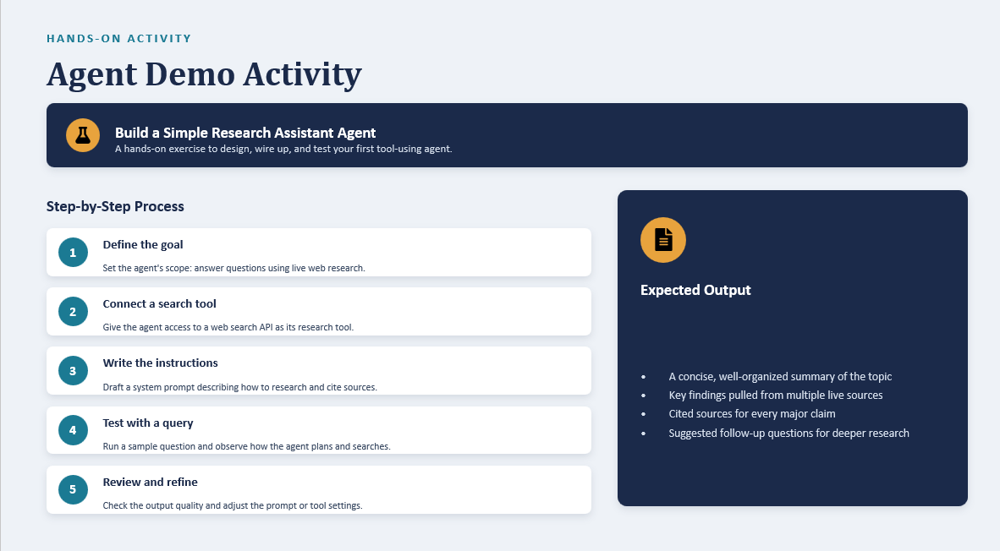 HANDS-ON ACTIVITY
Agent Demo Activity
Build a Simple Research Assistant Agent
A hands-on exercise to design, wire up, and test your first tool-using agent.
Step-by-Step Process
1
Define the goal
Set the agent's scope: answer questions using live web research.
2
Connect a search tool
Give the agent access to a web search API as its research tool.
3
Write the instructions
Draft a system prompt describing how to research and cite sources.
4
Test with a query
Run a sample question and observe how the agent plans and searches.
5
Review and refine
Check the output quality and adjust the prompt or tool settings.
Expected Output
• A concise, well-organized summary of the topic
• Key findings pulled from multiple live sources
• Cited sources for every major claim
• Suggested follow-up questions for deeper research